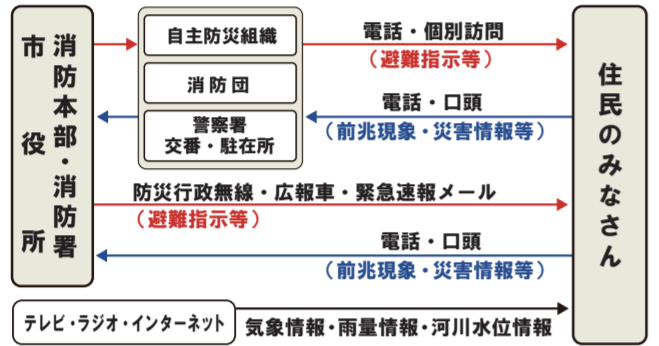 市役所
消防本部・消防署
自主防災組織
消防団
警察署
交番・駐在所
電話・個別訪問
（避難指示等）
電話・口頭
（前兆現象・災害情報等）
防災行政無線・広報車・緊急速報メール
（避難指示等）
電話・口頭
（前兆現象・災害情報等）
テレビ・ラジオ・インターネット
気象情報・雨量情報・河川水位情報
住民のみなさん